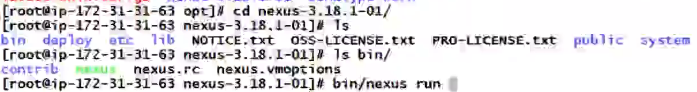 [root@ip-172-31-31-63 opt]# cd nexus-3.18.1-01/
[root@ip-172-31-31-63 nexus-3.18.1-01]# ls
bin deploy etc lib NOTICE.txt OSS-LICENSE.txt PRO-LICENSE.txt public system
[root@ip-172-31-31-63 nexus-3.18.1-01]# ls bin/
contrib nexus nexus.rc nexus.vmoptions
[root@ip-172-31-31-63 nexus-3.18.1-01]# bin/nexus run